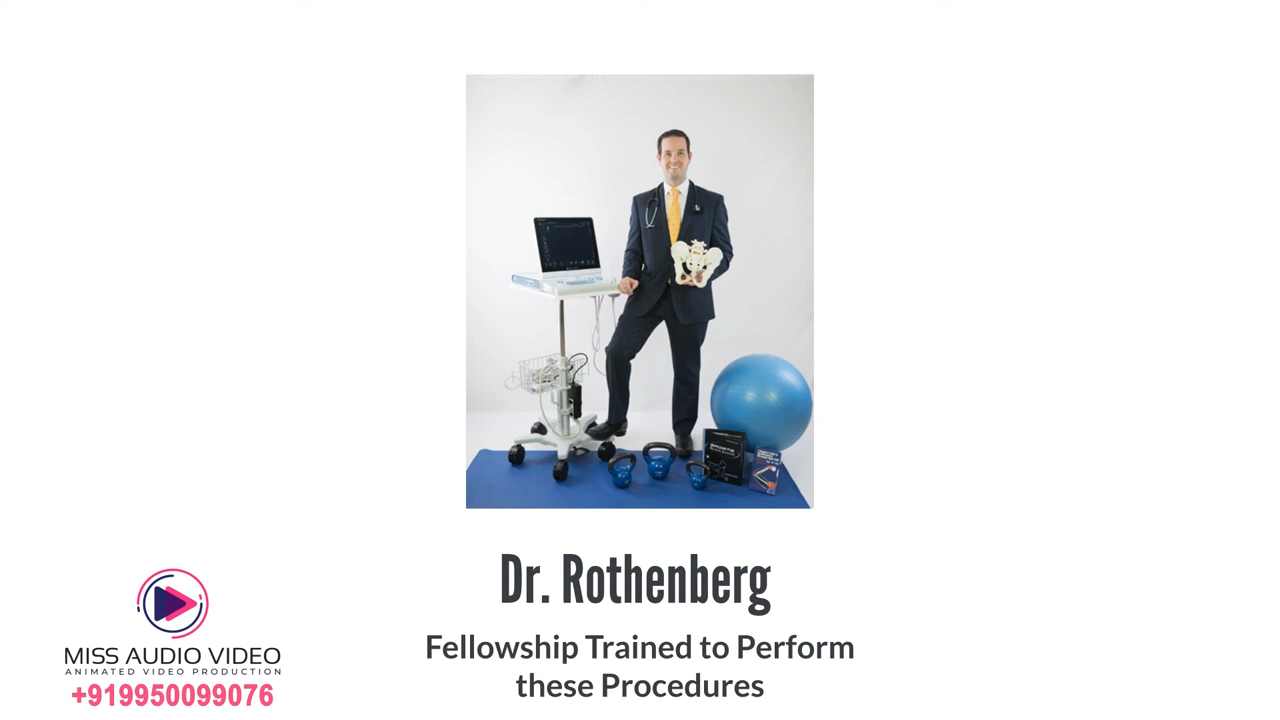 Dr. Rothenberg
Fellowship Trained to Perform
these Procedures
MISS AUDIO VIDEO
ANIMATED VIDEO PRODUCTION
+919950099076